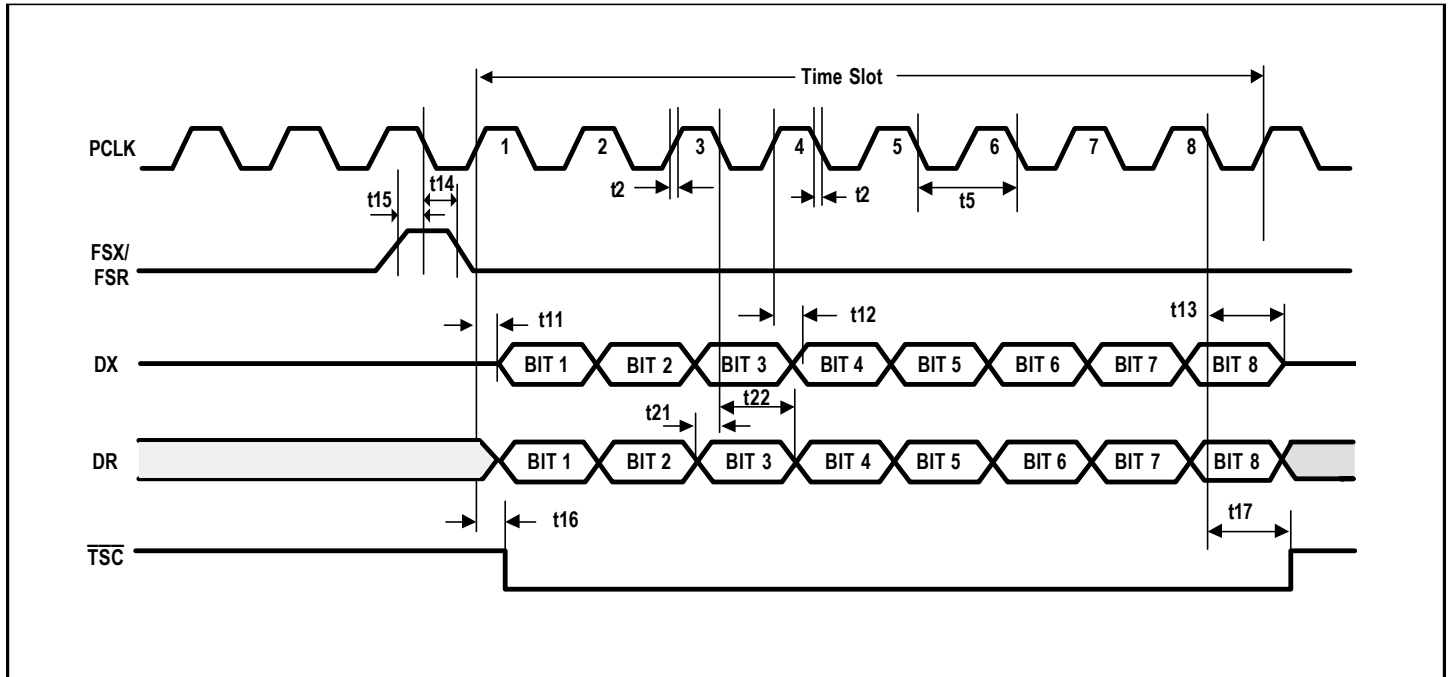 Time Slot
PCLK
1 2 3 4 5 6 7 8
t2 t2 t5
t15 t14
FSX/
FSR
t11 t12 t13
DX BIT 1 BIT 2 BIT 3 BIT 4 BIT 5 BIT 6 BIT 7 BIT 8
t21 t22
DR BIT 1 BIT 2 BIT 3 BIT 4 BIT 5 BIT 6 BIT 7 BIT 8
t16 t17
TSC